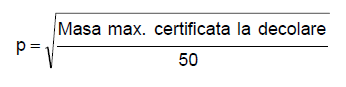 p = √(Masa max. certificata la decolare / 50)